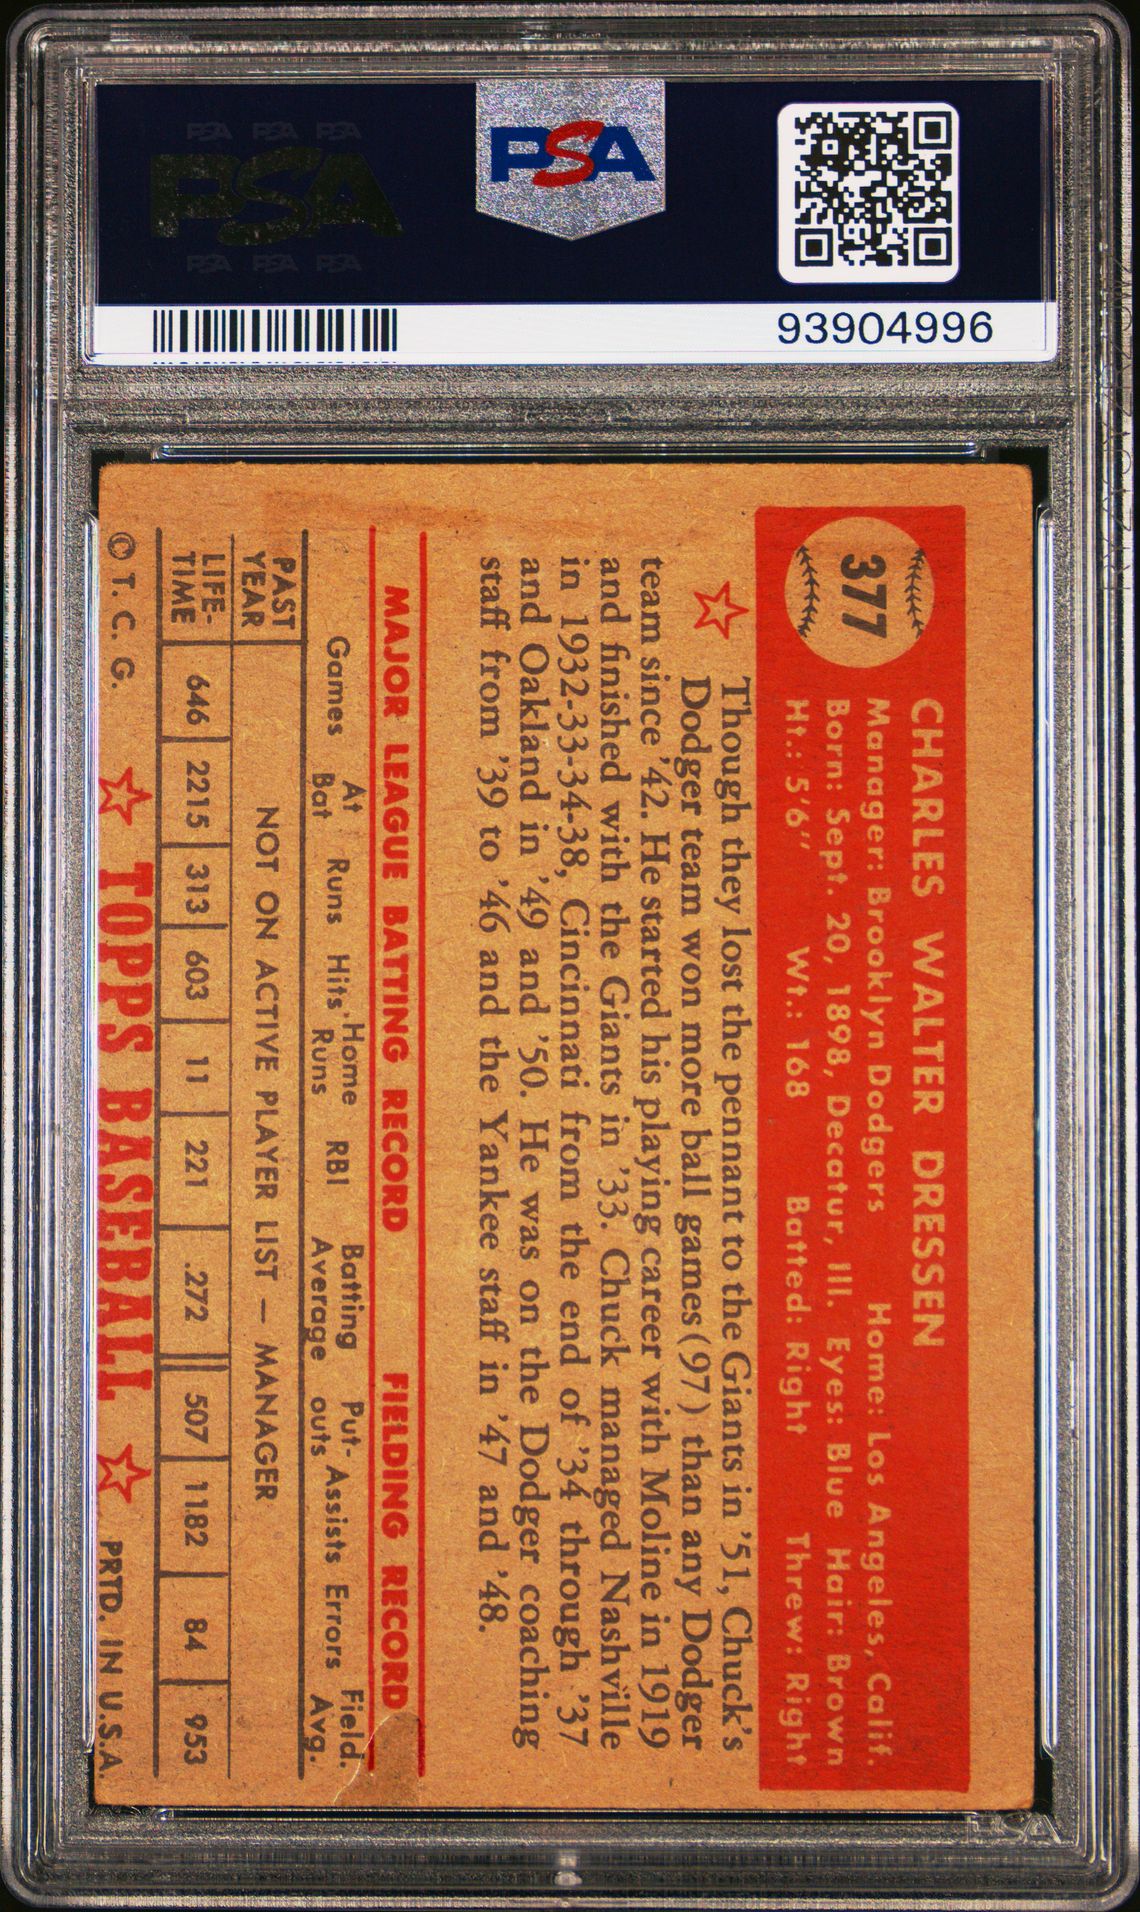 PSA PSA PSA
PSA
PSA PSA PSA
PSA
93904996
377
CHARLES WALTER DRESSEN
Manager: Brooklyn Dodgers Home: Los Angeles, Calif.
Born: Sept. 20, 1898, Decatur, Ill. Eyes: Blue Hair: Brown
Ht.: 5'6" Wt.: 168 Batted: Right Threw: Right
Though they lost the pennant to the Giants in '51, Chuck's
Dodger team won more ball games (97) than any Dodger
team since '42. He started his playing career with Moline in 1919
and finished with the Giants in '33. Chuck managed Nashville
in 1932-33-34-38, Cincinnati from the end of '34 through '37
and Oakland in '49 and '50. He was on the Dodger coaching
staff from '39 to '46 and the Yankee staff in '47 and '48.
MAJOR LEAGUE BATTING RECORD FIELDING RECORD
Games At Bat Runs Hits Home Runs RBI Batting Average Put-outs Assists Errors Field. Avg.
PAST YEAR NOT ON ACTIVE PLAYER LIST — MANAGER
LIFE-TIME 646 2215 313 603 11 221 .272 507 1182 84 953
© T. C. G. TOPPS BASEBALL PRTD. IN U.S.A.
PSA